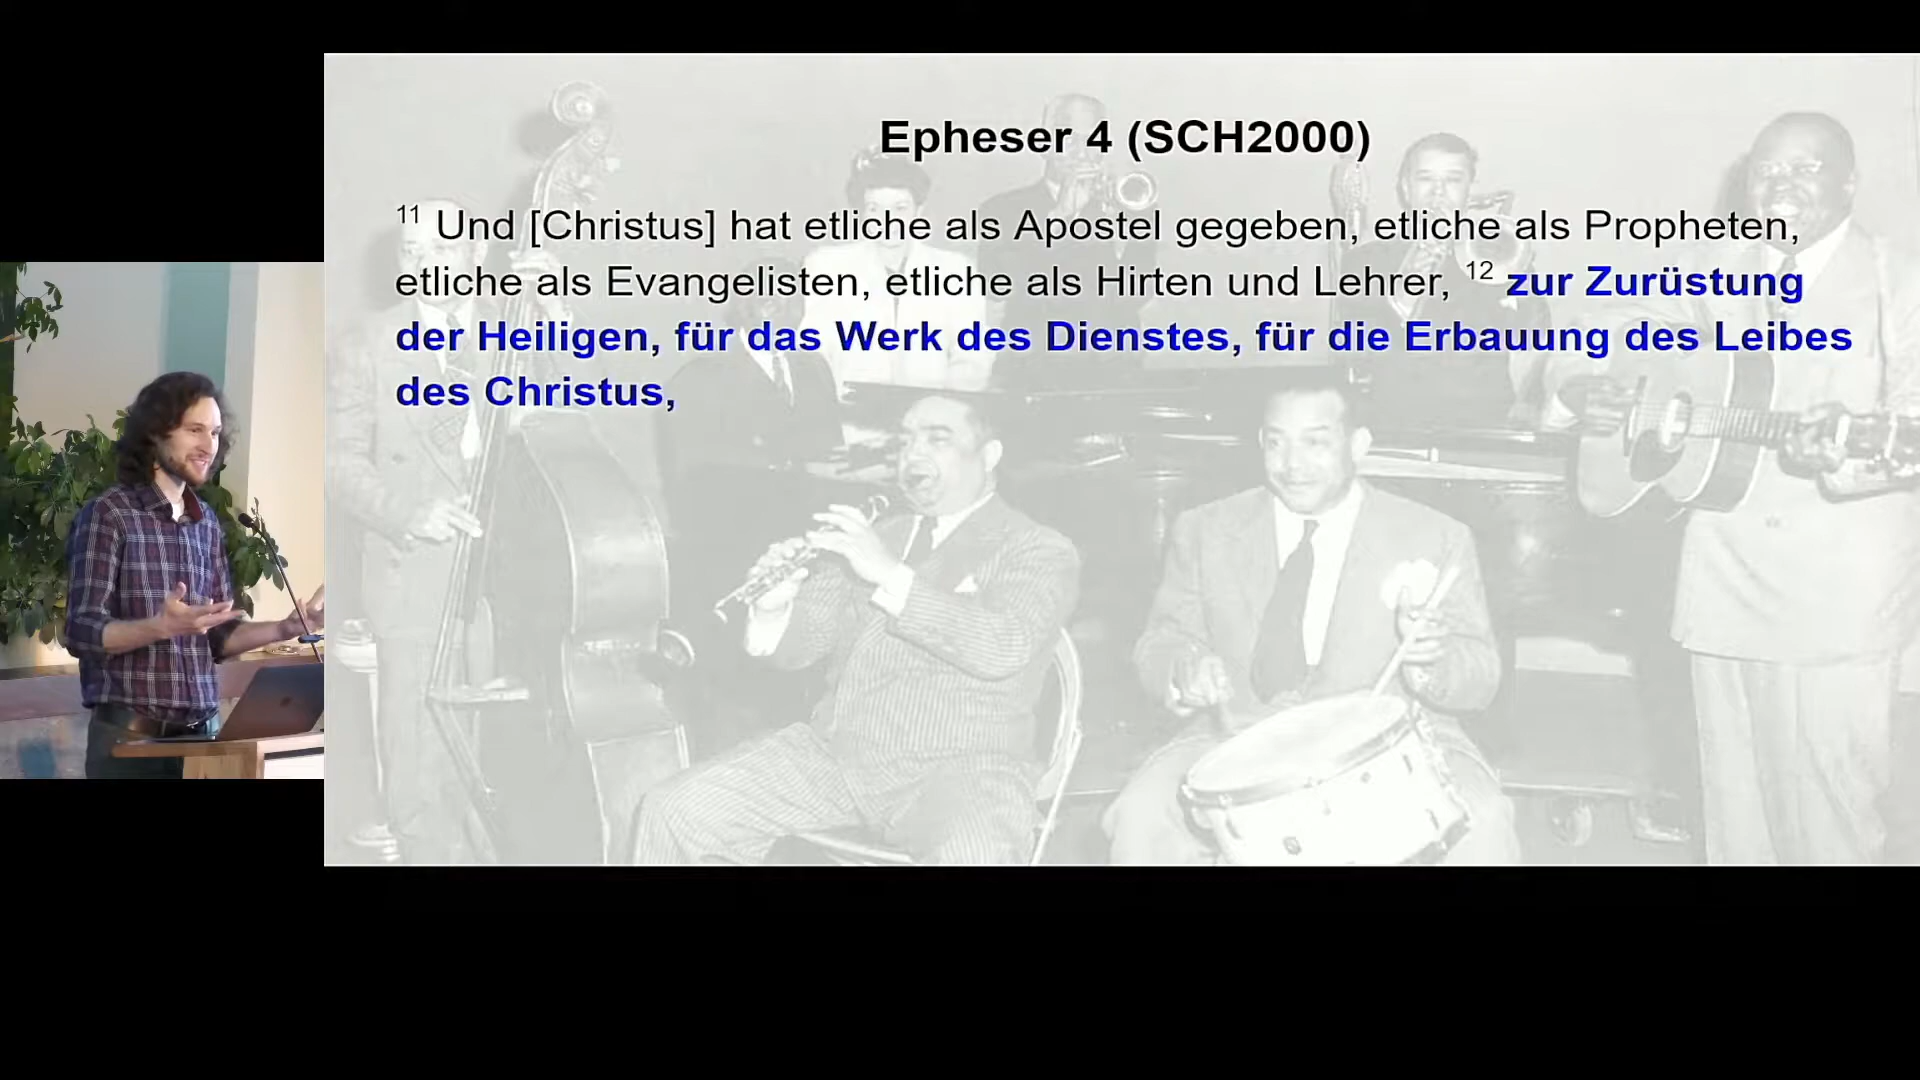 Epheser 4 (SCH2000)
11 Und [Christus] hat etliche als Apostel gegeben, etliche als Propheten,
etliche als Evangelisten, etliche als Hirten und Lehrer, 12 zur Zurüstung
der Heiligen, für das Werk des Dienstes, für die Erbauung des Leibes
des Christus,